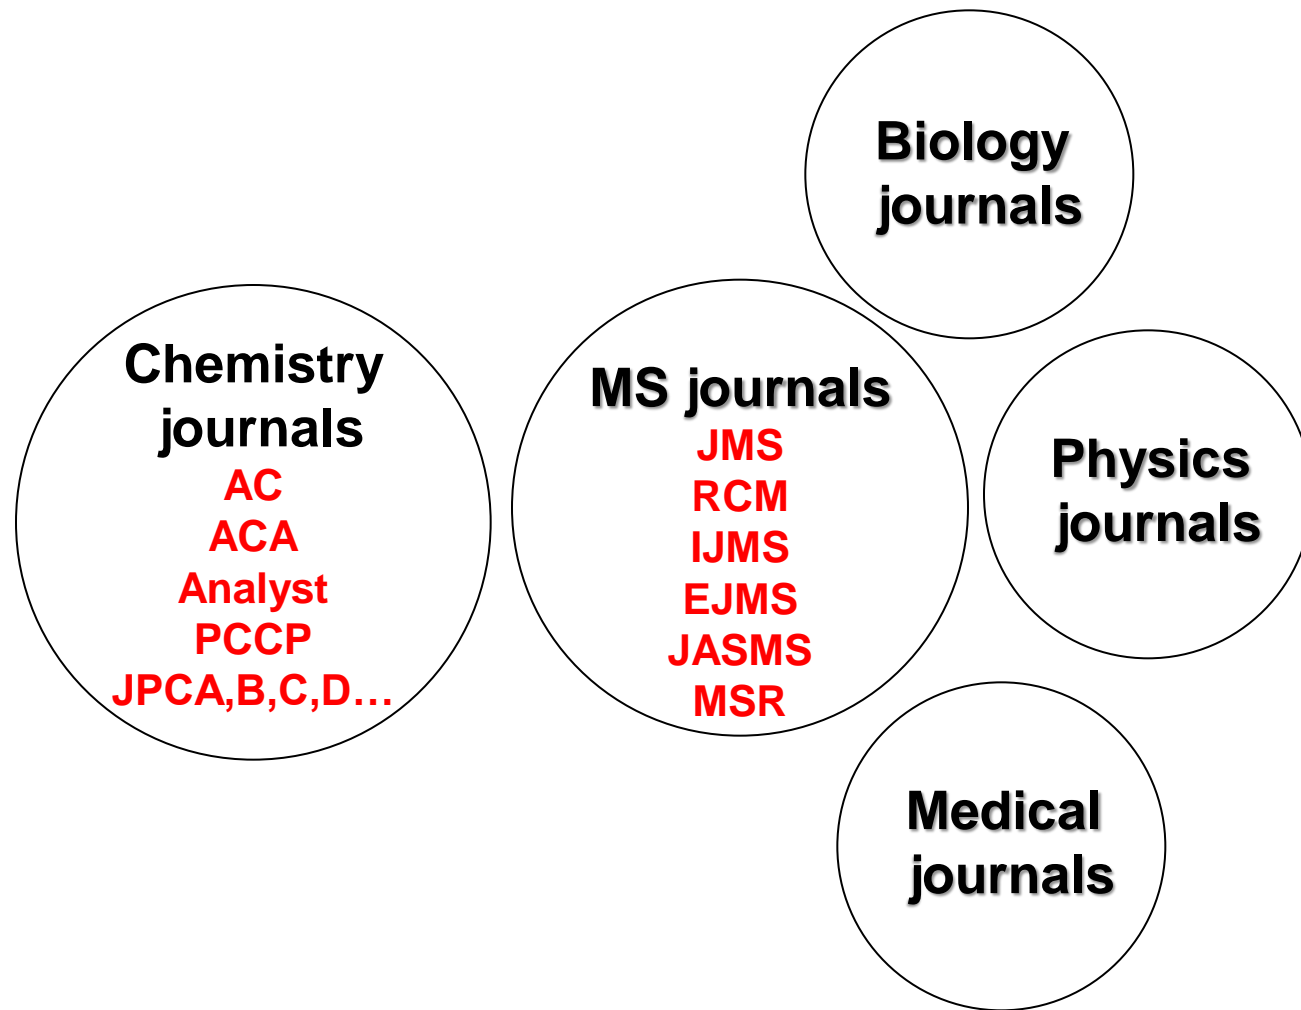 Biology
journals
Chemistry
journals
AC
ACA
Analyst
PCCP
JPCA,B,C,D…
MS journals
JMS
RCM
IJMS
EJMS
JASMS
MSR
Physics
journals
Medical
journals